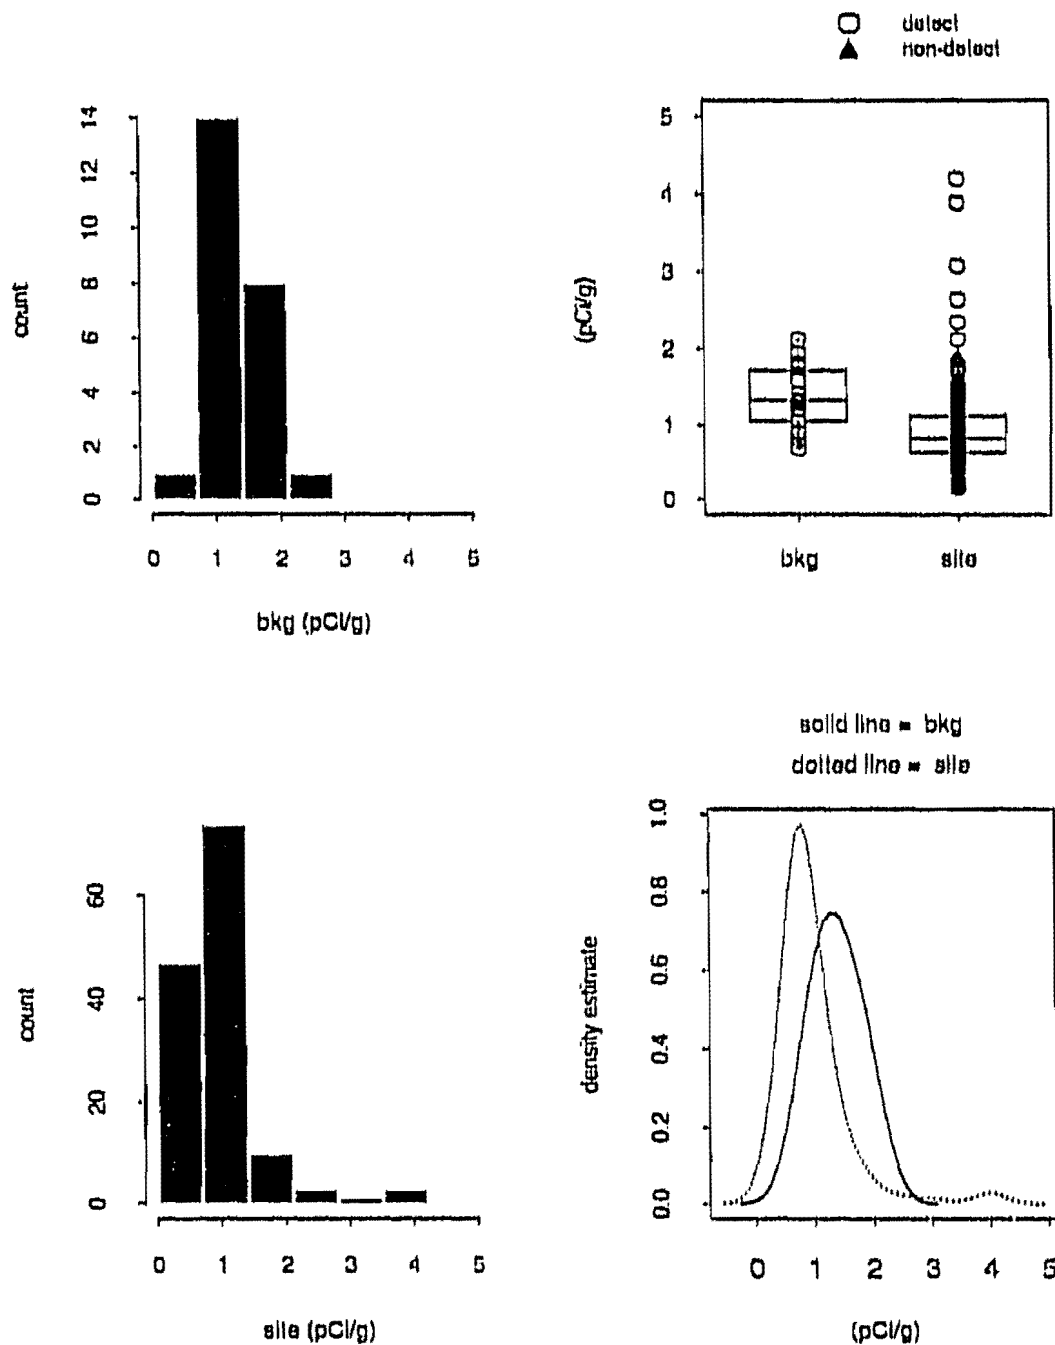 detect
non-detect
count
0 2 4 6 8 10 12 14
0 1 2 3 4 5
bkg (pCi/g)
(pCi/g)
5
4
3
2
1
0
bkg site
count
0 20 40 60
0 1 2 3 4 5
site (pCi/g)
solid line = bkg
dotted line = site
density estimate
0.0 0.2 0.4 0.6 0.8 1.0
0 1 2 3 4 5
(pCi/g)